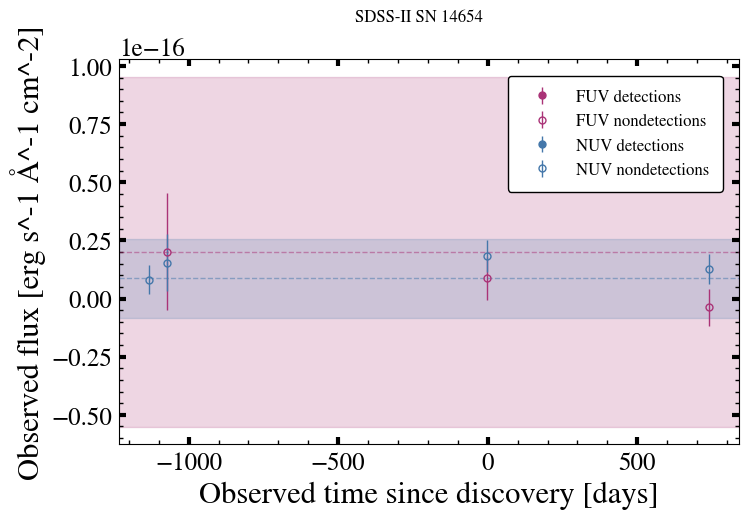 SDSS-II SN 14654
1e−16
1.00
0.75
0.50
0.25
0.00
−0.25
−0.50
Observed flux [erg s^-1 Å^-1 cm^-2]
FUV detections
FUV nondetections
NUV detections
NUV nondetections
−1000
−500
0
500
Observed time since discovery [days]